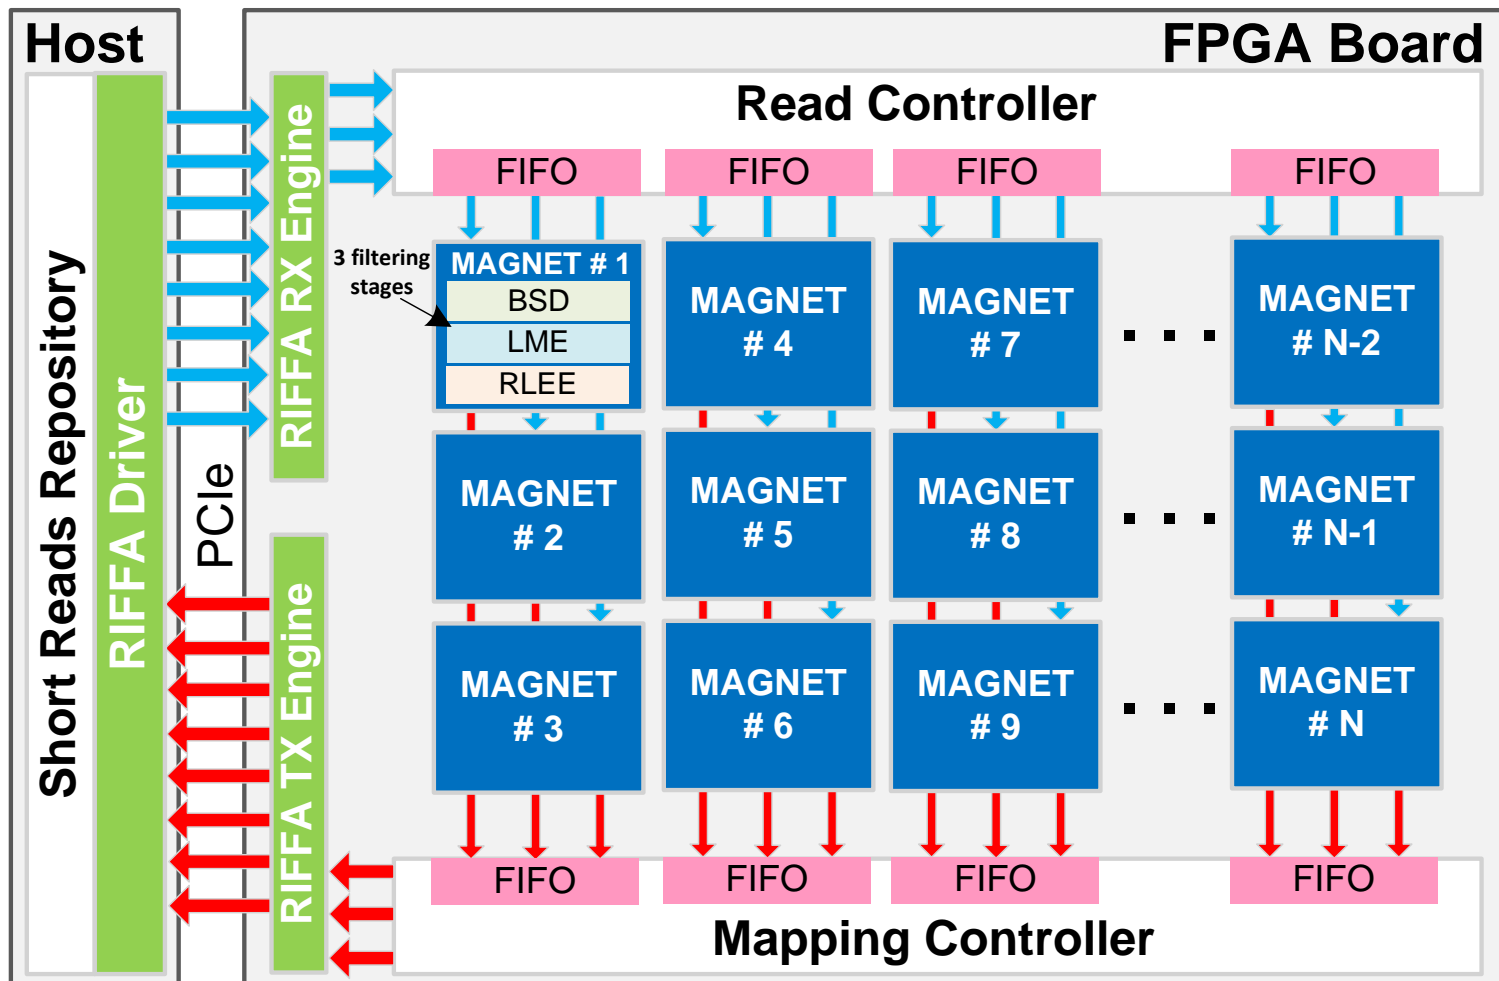 Host
FPGA Board
Short Reads Repository
RIFFA Driver
PCIe
RIFFA RX Engine
RIFFA TX Engine
Read Controller
FIFO
FIFO
FIFO
FIFO
3 filtering
stages
MAGNET # 1
BSD
LME
RLEE
MAGNET
# 4
MAGNET
# 7
. . .
MAGNET
# N-2
MAGNET
# 2
MAGNET
# 5
MAGNET
# 8
. . .
MAGNET
# N-1
MAGNET
# 3
MAGNET
# 6
MAGNET
# 9
. . .
MAGNET
# N
FIFO
FIFO
FIFO
FIFO
Mapping Controller